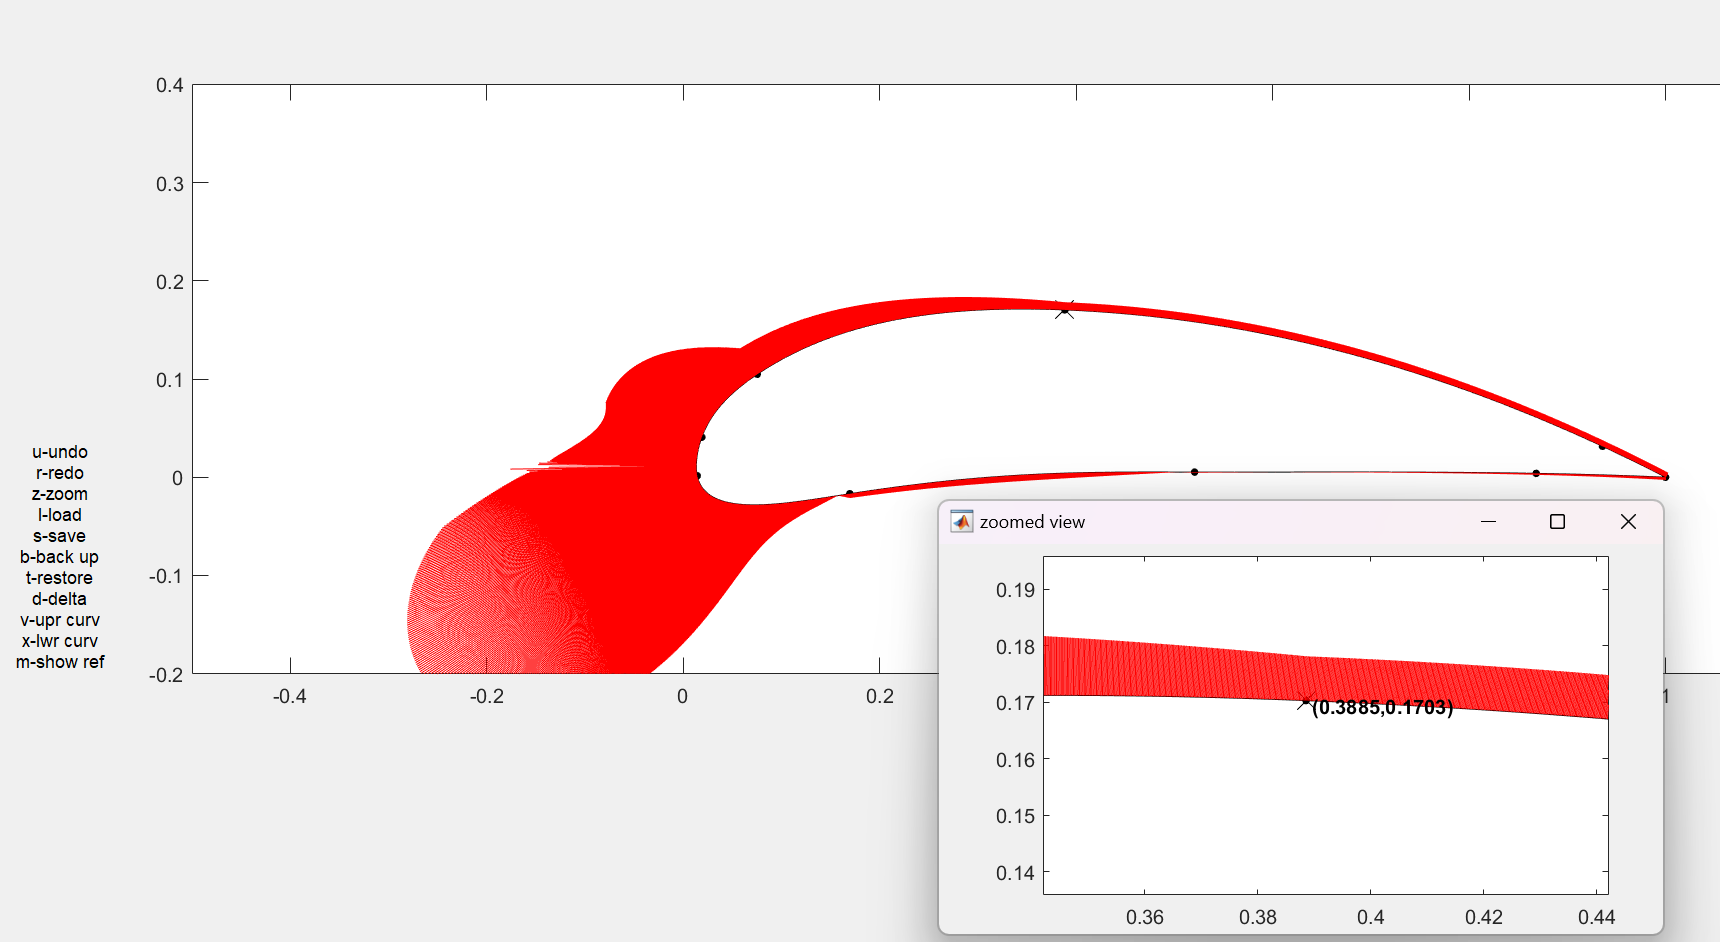 0.4
0.3
0.2
0.1
0
-0.1
-0.2
-0.4
-0.2
0
0.2
1
u-undo
r-redo
z-zoom
l-load
s-save
b-back up
t-restore
d-delta
v-upr curv
x-lwr curv
m-show ref
zoomed view
0.19
0.18
0.17
0.16
0.15
0.14
(0.3885,0.1703)
0.36
0.38
0.4
0.42
0.44